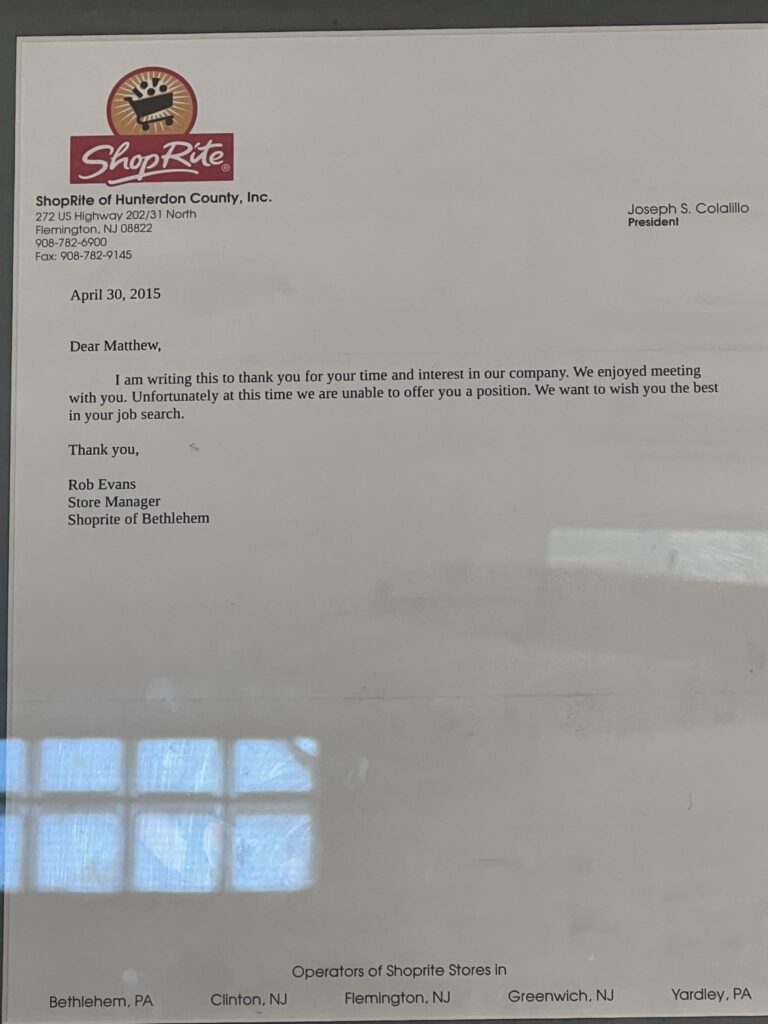 ShopRite®
ShopRite of Hunterdon County, Inc.
272 US Highway 202/31 North
Flemington, NJ 08822
908-782-6900
Fax: 908-782-9145
Joseph S. Colalillo
President
April 30, 2015
Dear Matthew,
I am writing this to thank you for your time and interest in our company. We enjoyed meeting
with you. Unfortunately at this time we are unable to offer you a position. We want to wish you the best
in your job search.
Thank you,
Rob Evans
Store Manager
Shoprite of Bethlehem
Operators of Shoprite Stores in
Bethlehem, PA Clinton, NJ Flemington, NJ Greenwich, NJ Yardley, PA